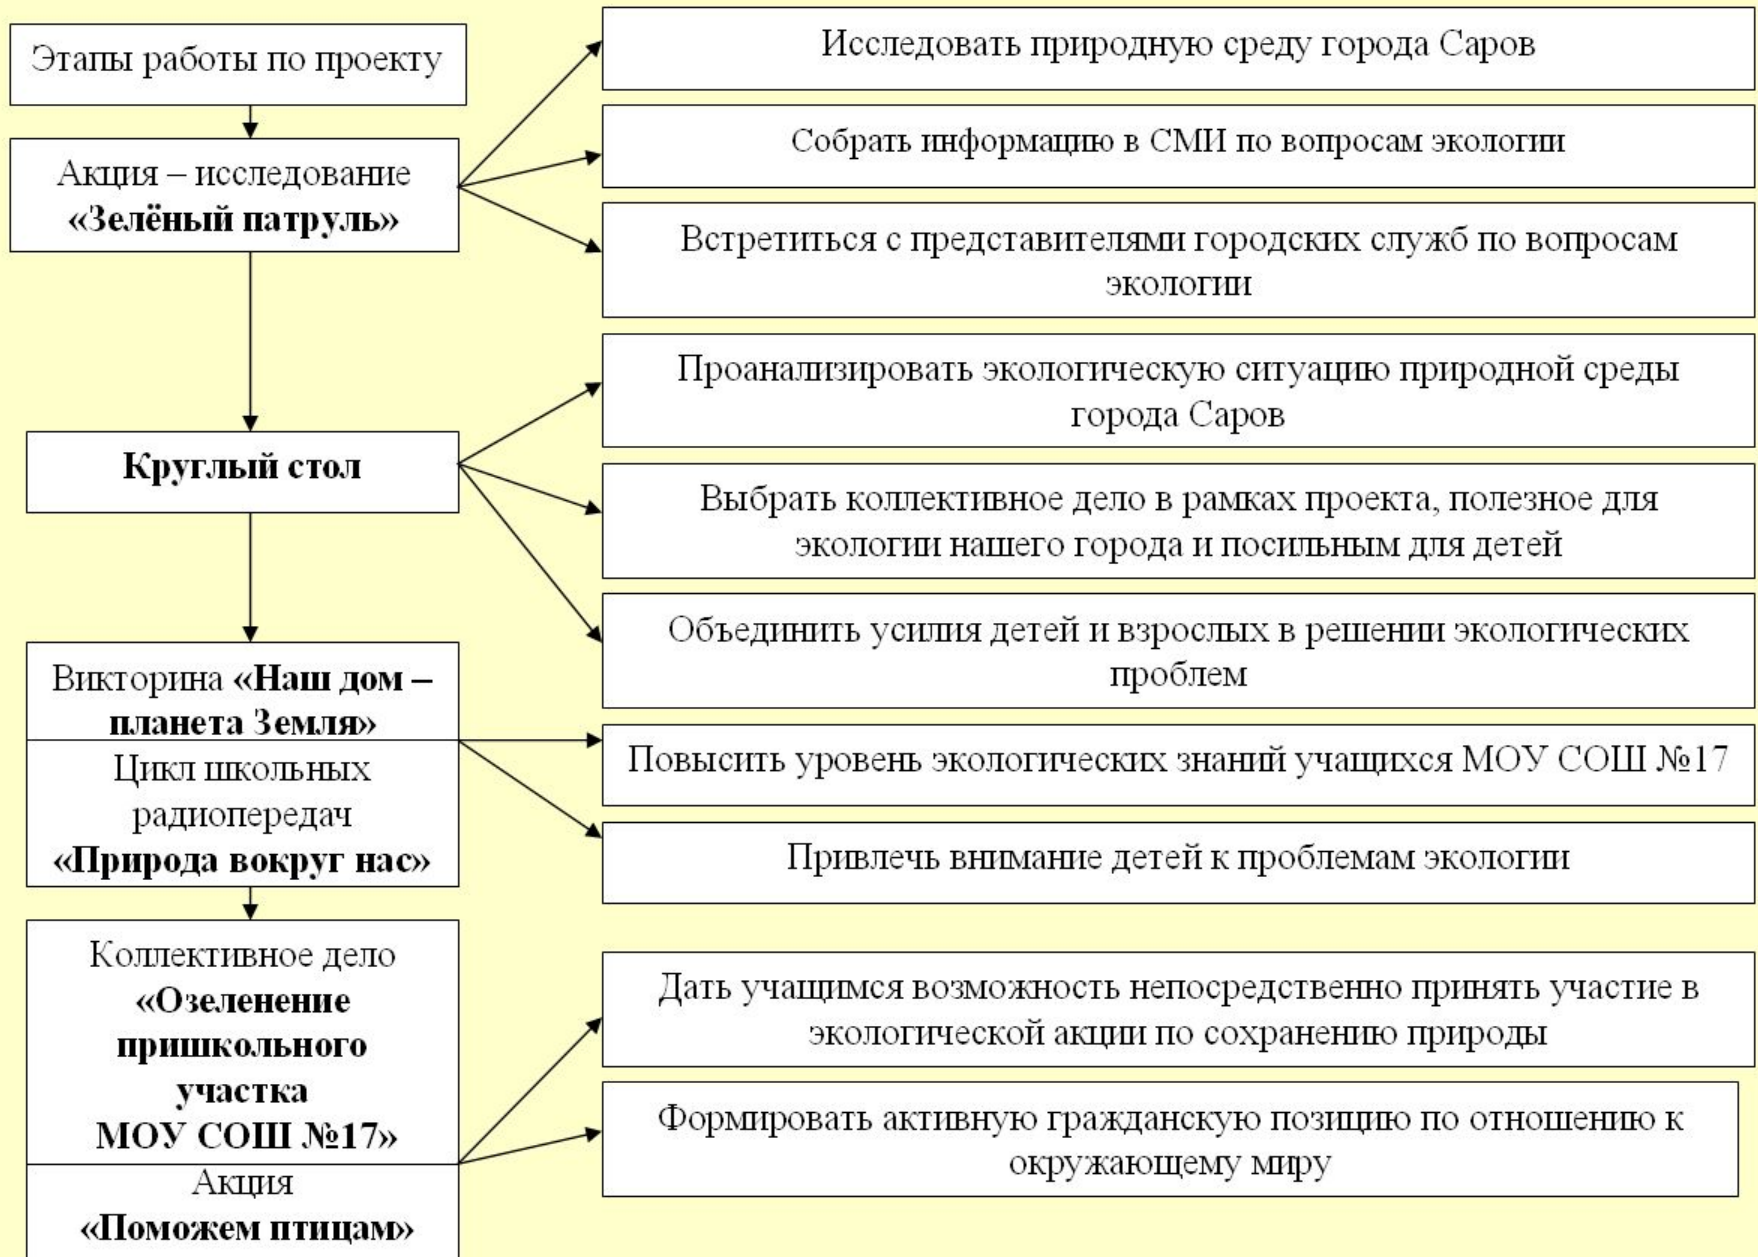 Этапы работы по проекту
Акция – исследование
«Зелёный патруль»
Исследовать природную среду города Саров
Собрать информацию в СМИ по вопросам экологии
Встретиться с представителями городских служб по вопросам
экологии
Круглый стол
Проанализировать экологическую ситуацию природной среды
города Саров
Выбрать коллективное дело в рамках проекта, полезное для
экологии нашего города и посильным для детей
Объединить усилия детей и взрослых в решении экологических
проблем
Викторина «Наш дом –
планета Земля»
Цикл школьных
радиопередач
«Природа вокруг нас»
Повысить уровень экологических знаний учащихся МОУ СОШ №17
Привлечь внимание детей к проблемам экологии
Коллективное дело
«Озеленение
пришкольного
участка
МОУ СОШ №17»
Акция
«Поможем птицам»
Дать учащимся возможность непосредственно принять участие в
экологической акции по сохранению природы
Формировать активную гражданскую позицию по отношению к
окружающему миру